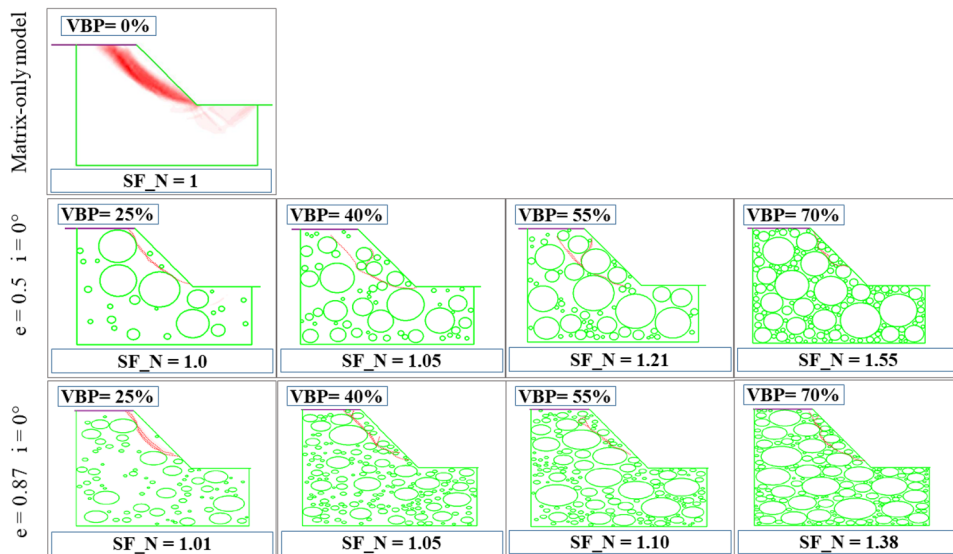 Matrix-only model
VBP= 0%
SF_N = 1
e = 0.5 i = 0°
VBP= 25%
VBP= 40%
VBP= 55%
VBP= 70%
SF_N = 1.0
SF_N = 1.05
SF_N = 1.21
SF_N = 1.55
e = 0.87 i = 0°
VBP= 25%
VBP= 40%
VBP= 55%
VBP= 70%
SF_N = 1.01
SF_N = 1.05
SF_N = 1.10
SF_N = 1.38